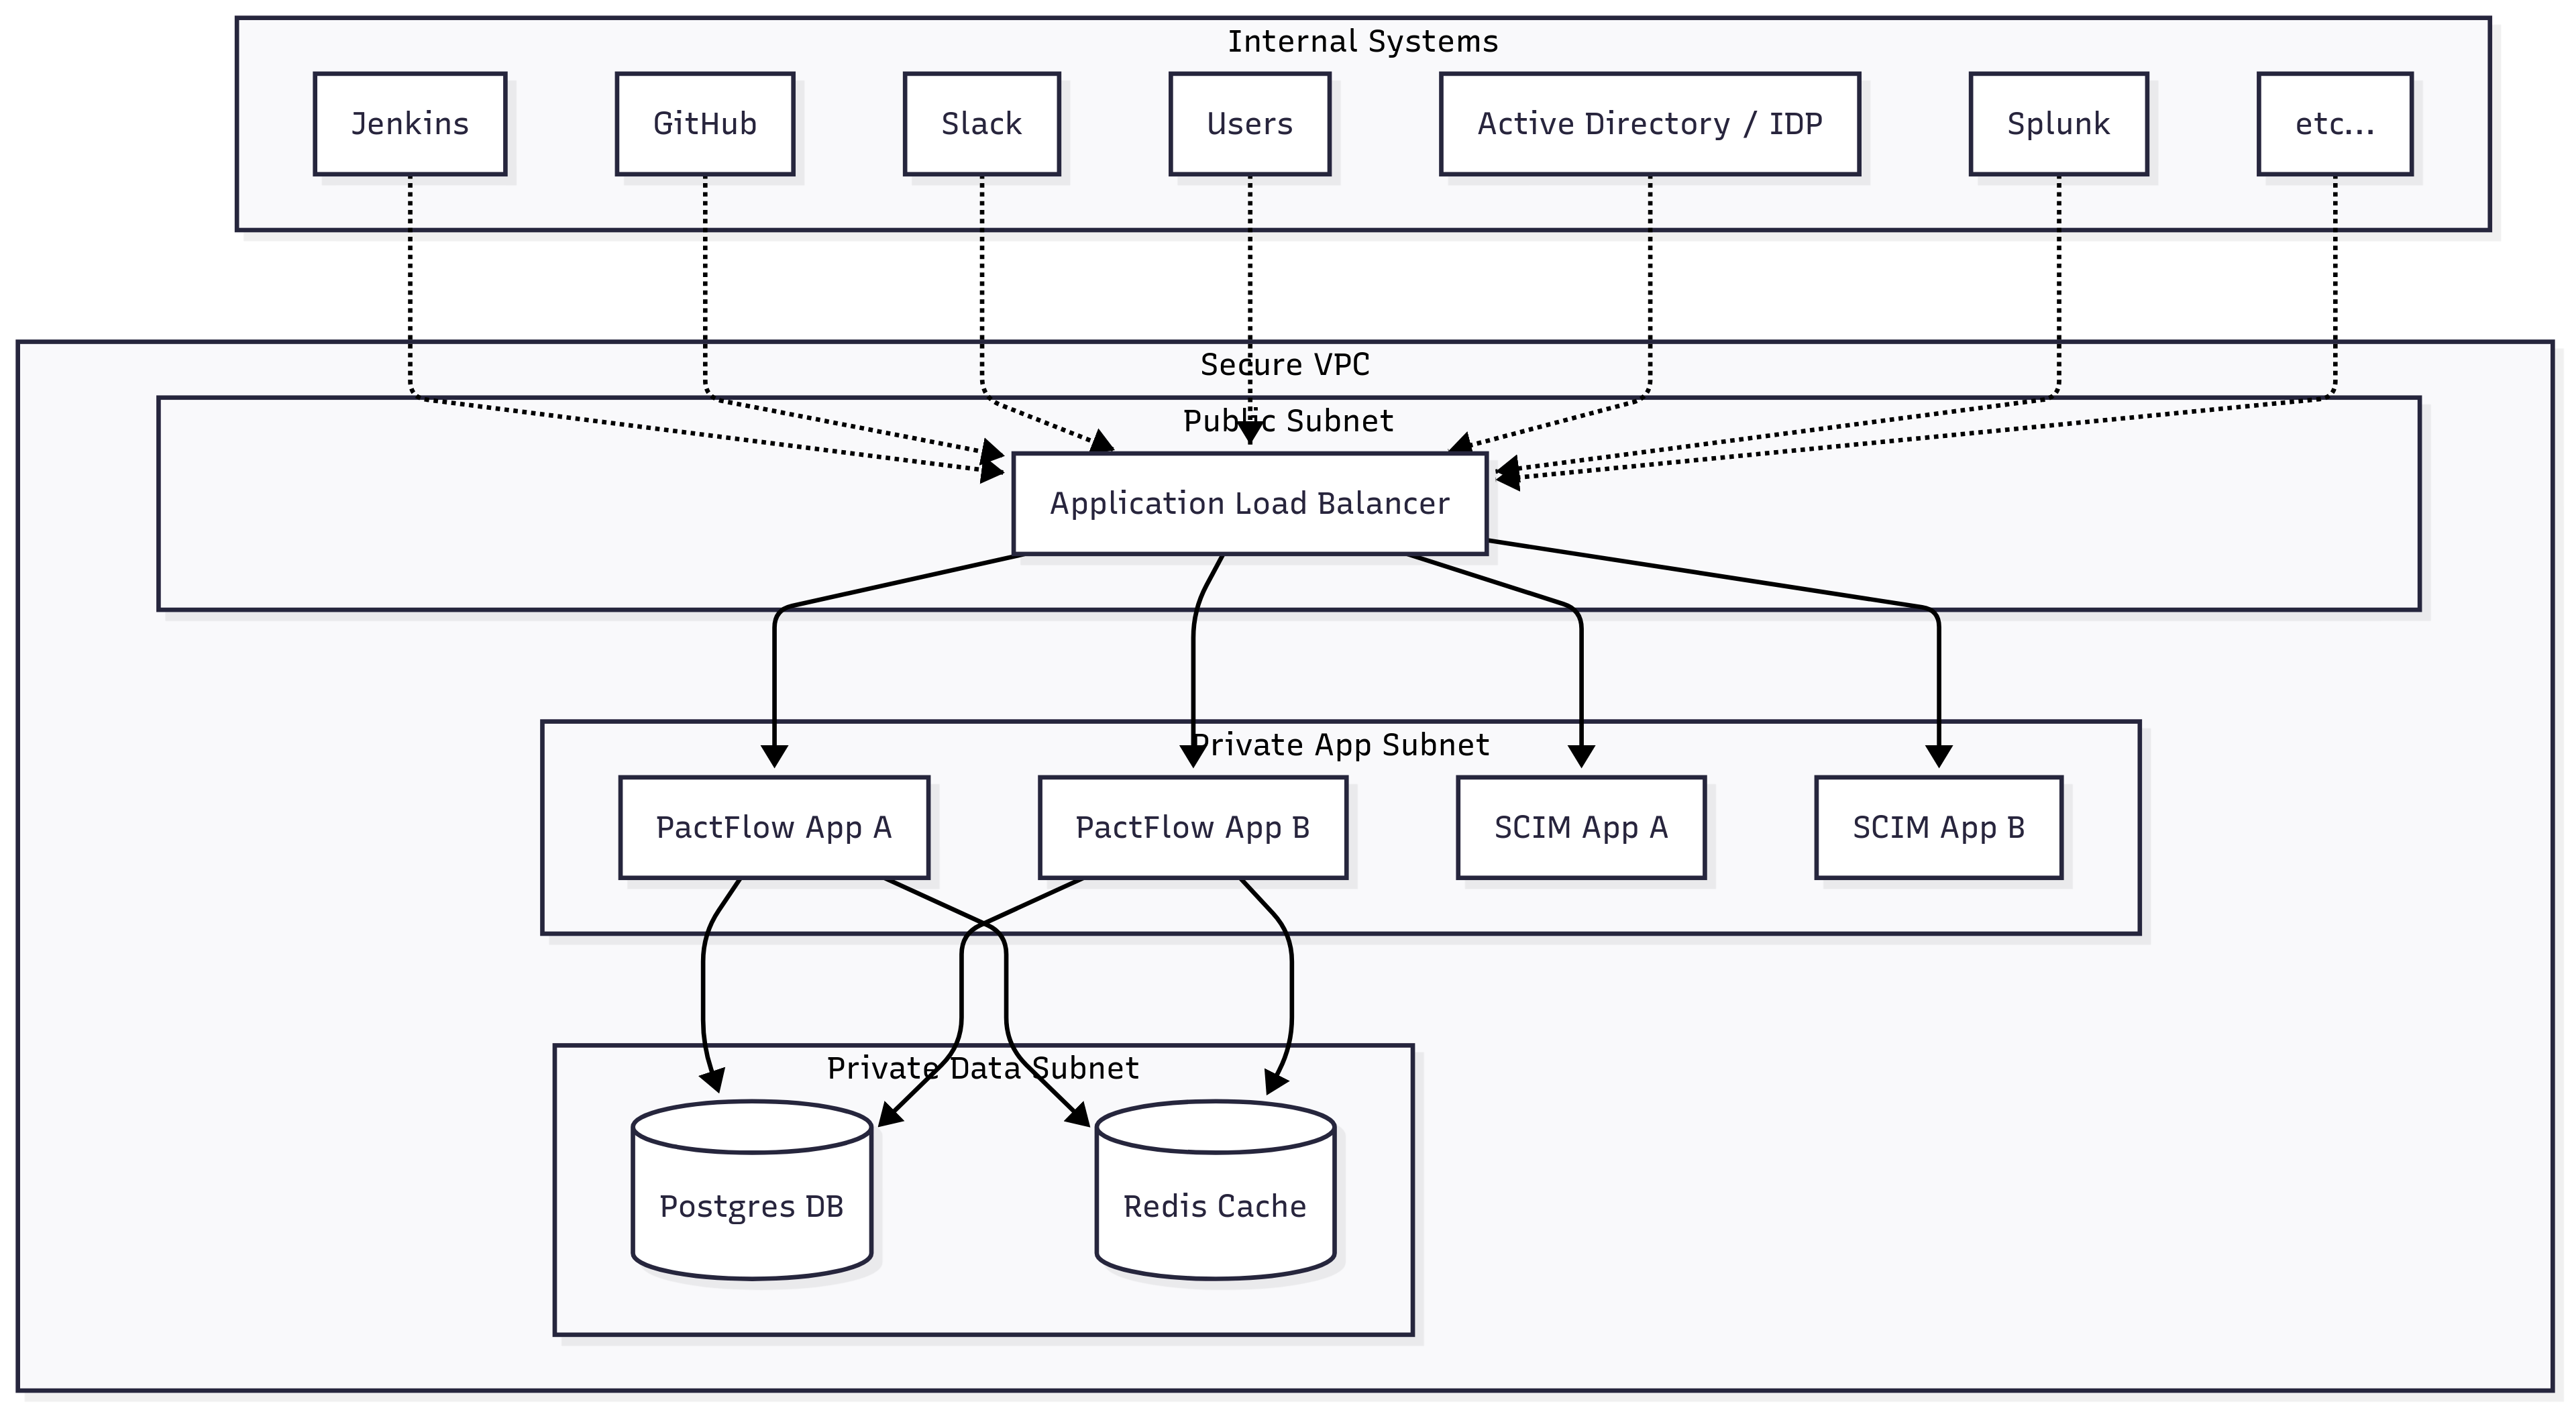 Internal Systems
Jenkins
GitHub
Slack
Users
Active Directory / IDP
Splunk
etc...
Secure VPC
Public Subnet
Application Load Balancer
Private App Subnet
PactFlow App A
PactFlow App B
SCIM App A
SCIM App B
Private Data Subnet
Postgres DB
Redis Cache